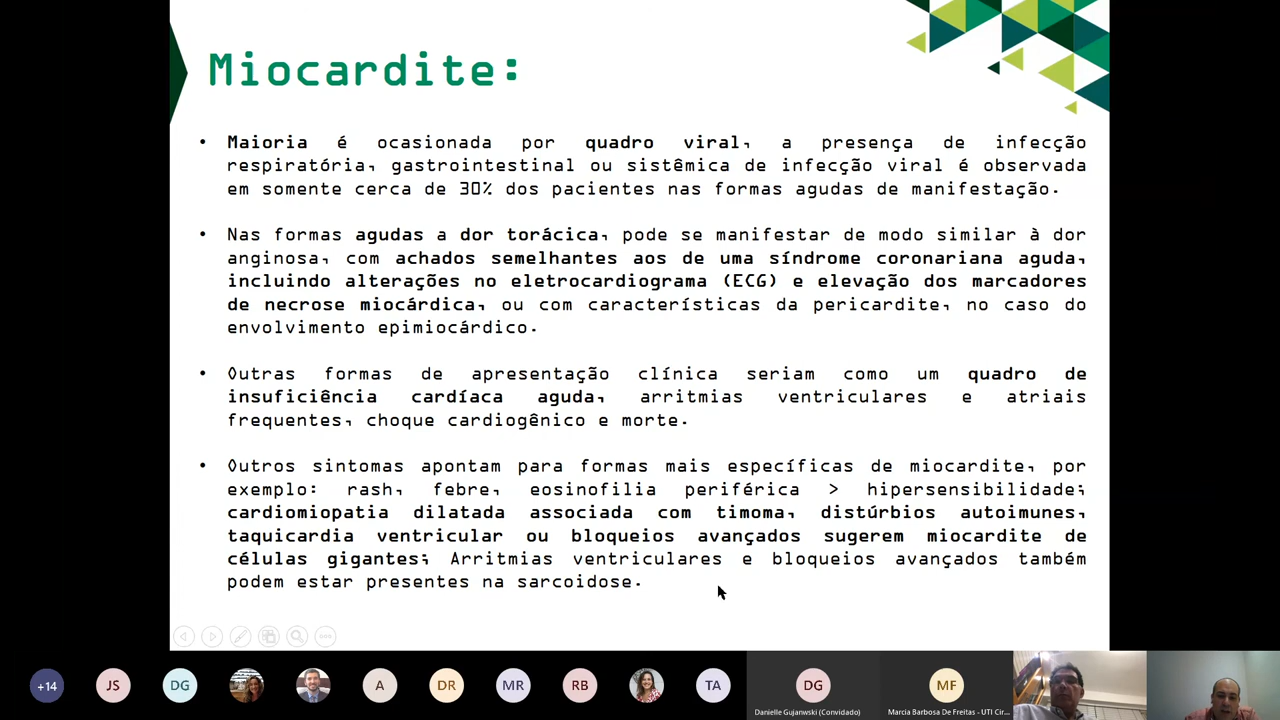 Miocardite:
• Maioria é ocasionada por quadro viral, a presença de infecção
respiratória, gastrointestinal ou sistêmica de infecção viral é observada
em somente cerca de 30% dos pacientes nas formas agudas de manifestação.
• Nas formas agudas a dor torácica, pode se manifestar de modo similar à dor
anginosa, com achados semelhantes aos de uma síndrome coronariana aguda,
incluindo alterações no eletrocardiograma (ECG) e elevação dos marcadores
de necrose miocárdica, ou com características da pericardite, no caso do
envolvimento epimiocárdico.
• Outras formas de apresentação clínica seriam como um quadro de
insuficiência cardíaca aguda, arritmias ventriculares e atriais
frequentes, choque cardiogênico e morte.
• Outros sintomas apontam para formas mais específicas de miocardite, por
exemplo: rash, febre, eosinofilia periférica > hipersensibilidade;
cardiomiopatia dilatada associada com timoma, distúrbios autoimunes,
taquicardia ventricular ou bloqueios avançados sugerem miocardite de
células gigantes; Arritmias ventriculares e bloqueios avançados também
podem estar presentes na sarcoidose.
+14 JS DG A DR MR RB TA DG MF
Danielle Gujanwski (Convidado) Marcia Barbosa De Freitas - UTI Cir...